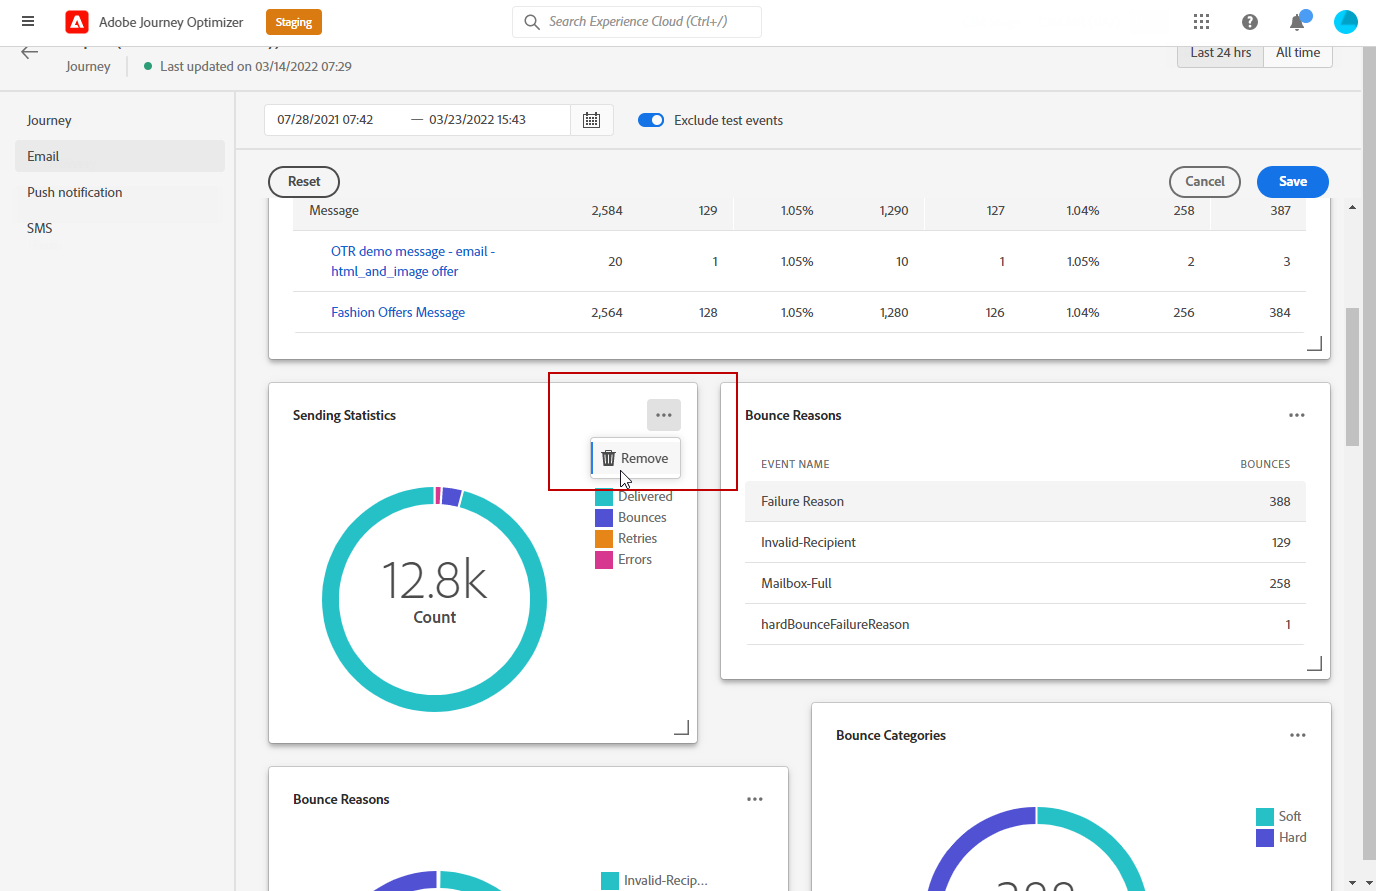 Adobe Journey Optimizer
Staging
Search Experience Cloud (Ctrl+/)
Journey
Last updated on 03/14/2022 07:29
Last 24 hrs
All time
Journey
Email
Push notification
SMS
07/28/2021 07:42 — 03/23/2022 15:43
Exclude test events
Reset
Cancel
Save
Message 2,584 129 1.05% 1,290 127 1.04% 258 387
OTR demo message - email -
html_and_image offer 20 1 1.05% 10 1 1.05% 2 3
Fashion Offers Message 2,564 128 1.05% 1,280 126 1.04% 256 384
Sending Statistics
Remove
Delivered
Bounces
Retries
Errors
12.8k
Count
Bounce Reasons
EVENT NAME BOUNCES
Failure Reason 388
Invalid-Recipient 129
Mailbox-Full 258
hardBounceFailureReason 1
Bounce Reasons
Invalid-Recip...
Bounce Categories
Soft
Hard